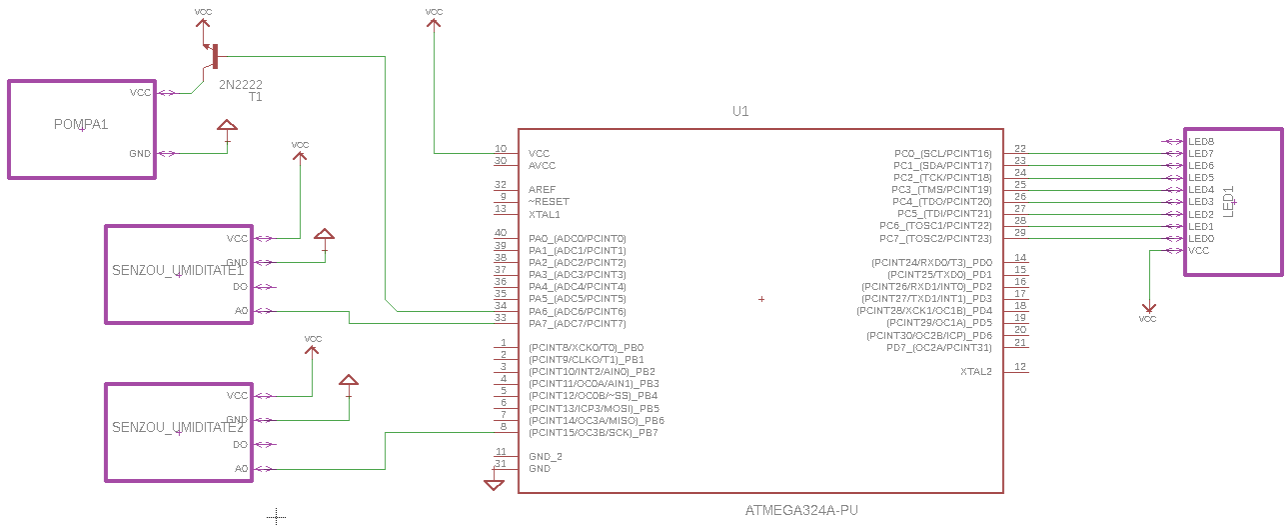 VCC
VCC
2N2222
T1
VCC
POMPA1
GND
VCC
VCC
GND
SENZOU_UMIDITATE1
DO
A0
VCC
VCC
GND
SENZOU_UMIDITATE2
DO
A0
U1
10 VCC
30 AVCC
32 AREF
9 ~RESET
13 XTAL1
40 PA0_(ADC0/PCINT0)
39 PA1_(ADC1/PCINT1)
38 PA2_(ADC2/PCINT2)
37 PA3_(ADC3/PCINT3)
36 PA4_(ADC4/PCINT4)
35 PA5_(ADC5/PCINT5)
34 PA6_(ADC6/PCINT6)
33 PA7_(ADC7/PCINT7)
1 (PCINT8/XCK0/T0)_PB0
2 (PCINT9/CLKO/T1)_PB1
3 (PCINT10/INT2/AIN0)_PB2
4 (PCINT11/OC0A/AIN1)_PB3
5 (PCINT12/OC0B/~SS)_PB4
6 (PCINT13/ICP3/MOSI)_PB5
7 (PCINT14/OC3A/MISO)_PB6
8 (PCINT15/OC3B/SCK)_PB7
11 GND_2
31 GND
PC0_(SCL/PCINT16) 22
PC1_(SDA/PCINT17) 23
PC2_(TCK/PCINT18) 24
PC3_(TMS/PCINT19) 25
PC4_(TDO/PCINT20) 26
PC5_(TDI/PCINT21) 27
PC6_(TOSC1/PCINT22) 28
PC7_(TOSC2/PCINT23) 29
(PCINT24/RXD0/T3)_PD0 14
(PCINT25/TXD0)_PD1 15
(PCINT26/RXD1/INT0)_PD2 16
(PCINT27/TXD1/INT1)_PD3 17
(PCINT28/XCK1/OC1B)_PD4 18
(PCINT29/OC1A)_PD5 19
(PCINT30/OC2B/ICP)_PD6 20
PD7_(OC2A/PCINT31) 21
XTAL2 12
ATMEGA324A-PU
LED8
LED7
LED6
LED5
LED4
LED3
LED2
LED1
LED0
VCC
LED1
VCC